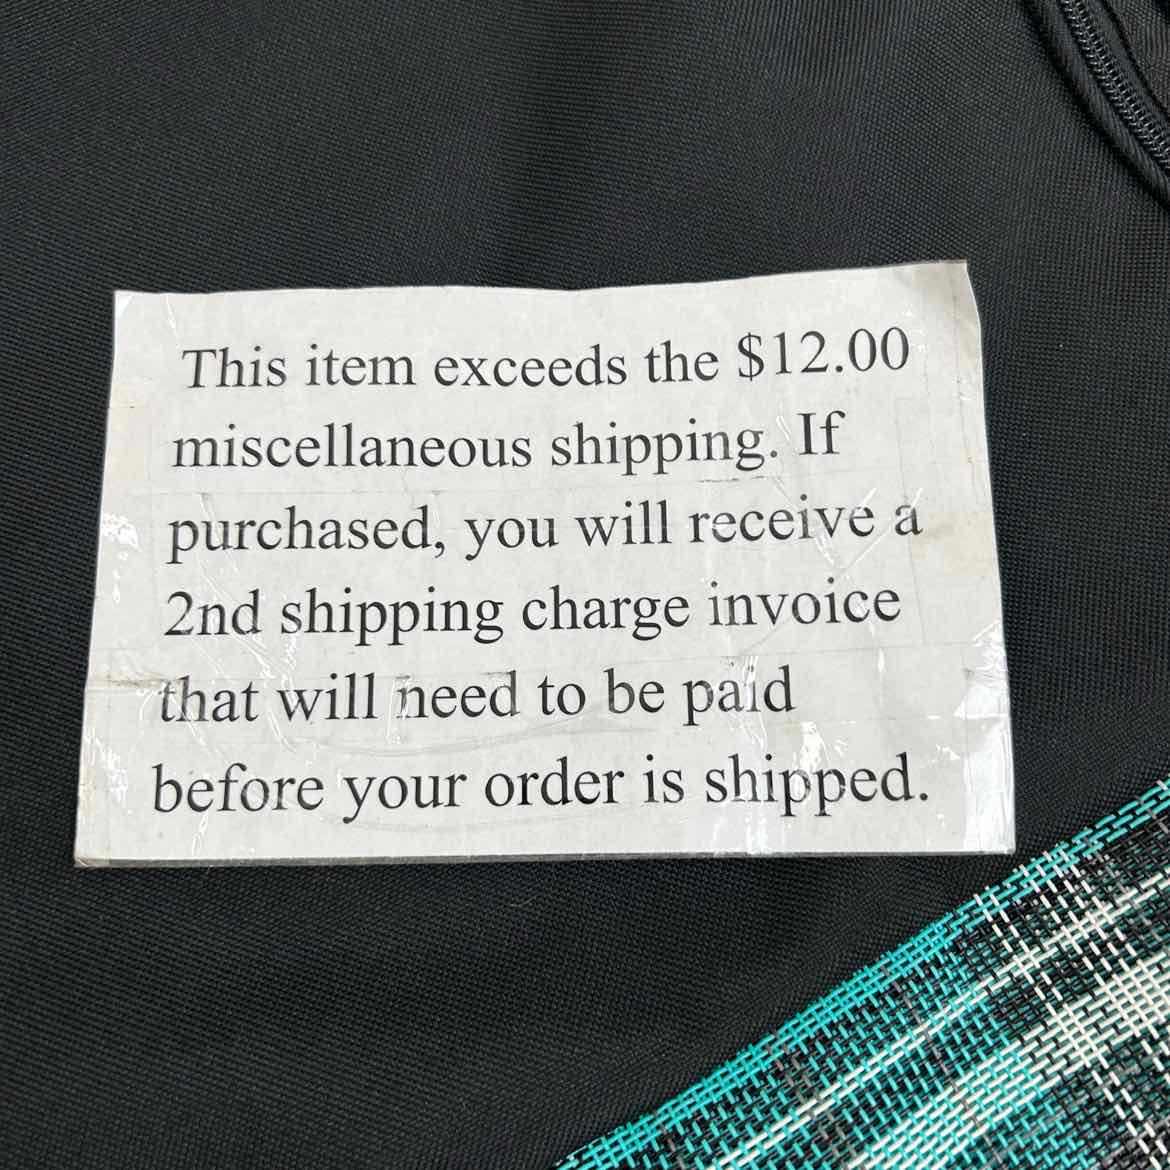 This item exceeds the $12.00
miscellaneous shipping. If
purchased, you will receive a
2nd shipping charge invoice
that will need to be paid
before your order is shipped.